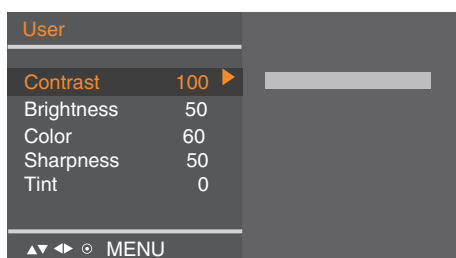 User
Contrast 100
Brightness 50
Color 60
Sharpness 50
Tint 0
MENU